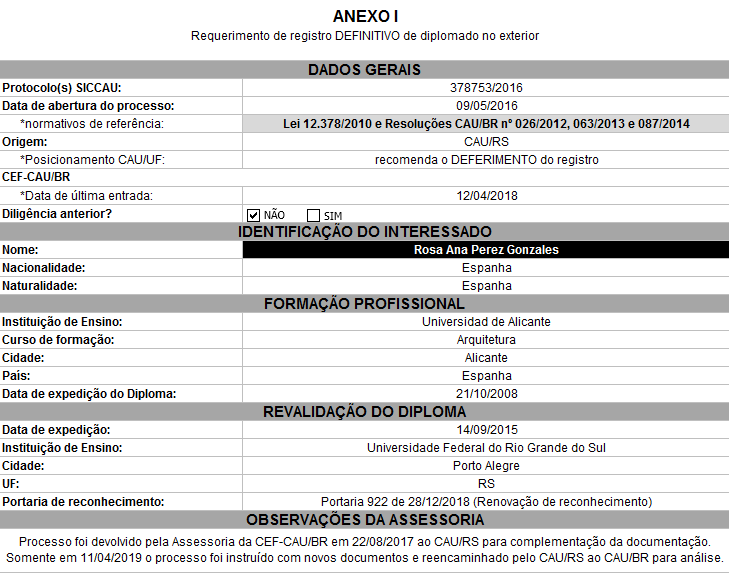 ANEXO I
Requerimento de registro DEFINITIVO de diplomado no exterior
DADOS GERAIS
Protocolo(s) SICCAU: 378753/2016
Data de abertura do processo: 09/05/2016
*normativos de referência: Lei 12.378/2010 e Resoluções CAU/BR nº 026/2012, 063/2013 e 087/2014
Origem: CAU/RS
*Posicionamento CAU/UF: recomenda o DEFERIMENTO do registro
CEF-CAU/BR
*Data de última entrada: 12/04/2018
Diligência anterior? NÃO SIM
IDENTIFICAÇÃO DO INTERESSADO
Nome: Rosa Ana Perez Gonzales
Nacionalidade: Espanha
Naturalidade: Espanha
FORMAÇÃO PROFISSIONAL
Instituição de Ensino: Universidad de Alicante
Curso de formação: Arquitetura
Cidade: Alicante
País: Espanha
Data de expedição do Diploma: 21/10/2008
REVALIDAÇÃO DO DIPLOMA
Data de expedição: 14/09/2015
Instituição de Ensino: Universidade Federal do Rio Grande do Sul
Cidade: Porto Alegre
UF: RS
Portaria de reconhecimento: Portaria 922 de 28/12/2018 (Renovação de reconhecimento)
OBSERVAÇÕES DA ASSESSORIA
Processo foi devolvido pela Assessoria da CEF-CAU/BR em 22/08/2017 ao CAU/RS para complementação da documentação.
Somente em 11/04/2019 o processo foi instruído com novos documentos e reencaminhado pelo CAU/RS ao CAU/BR para análise.